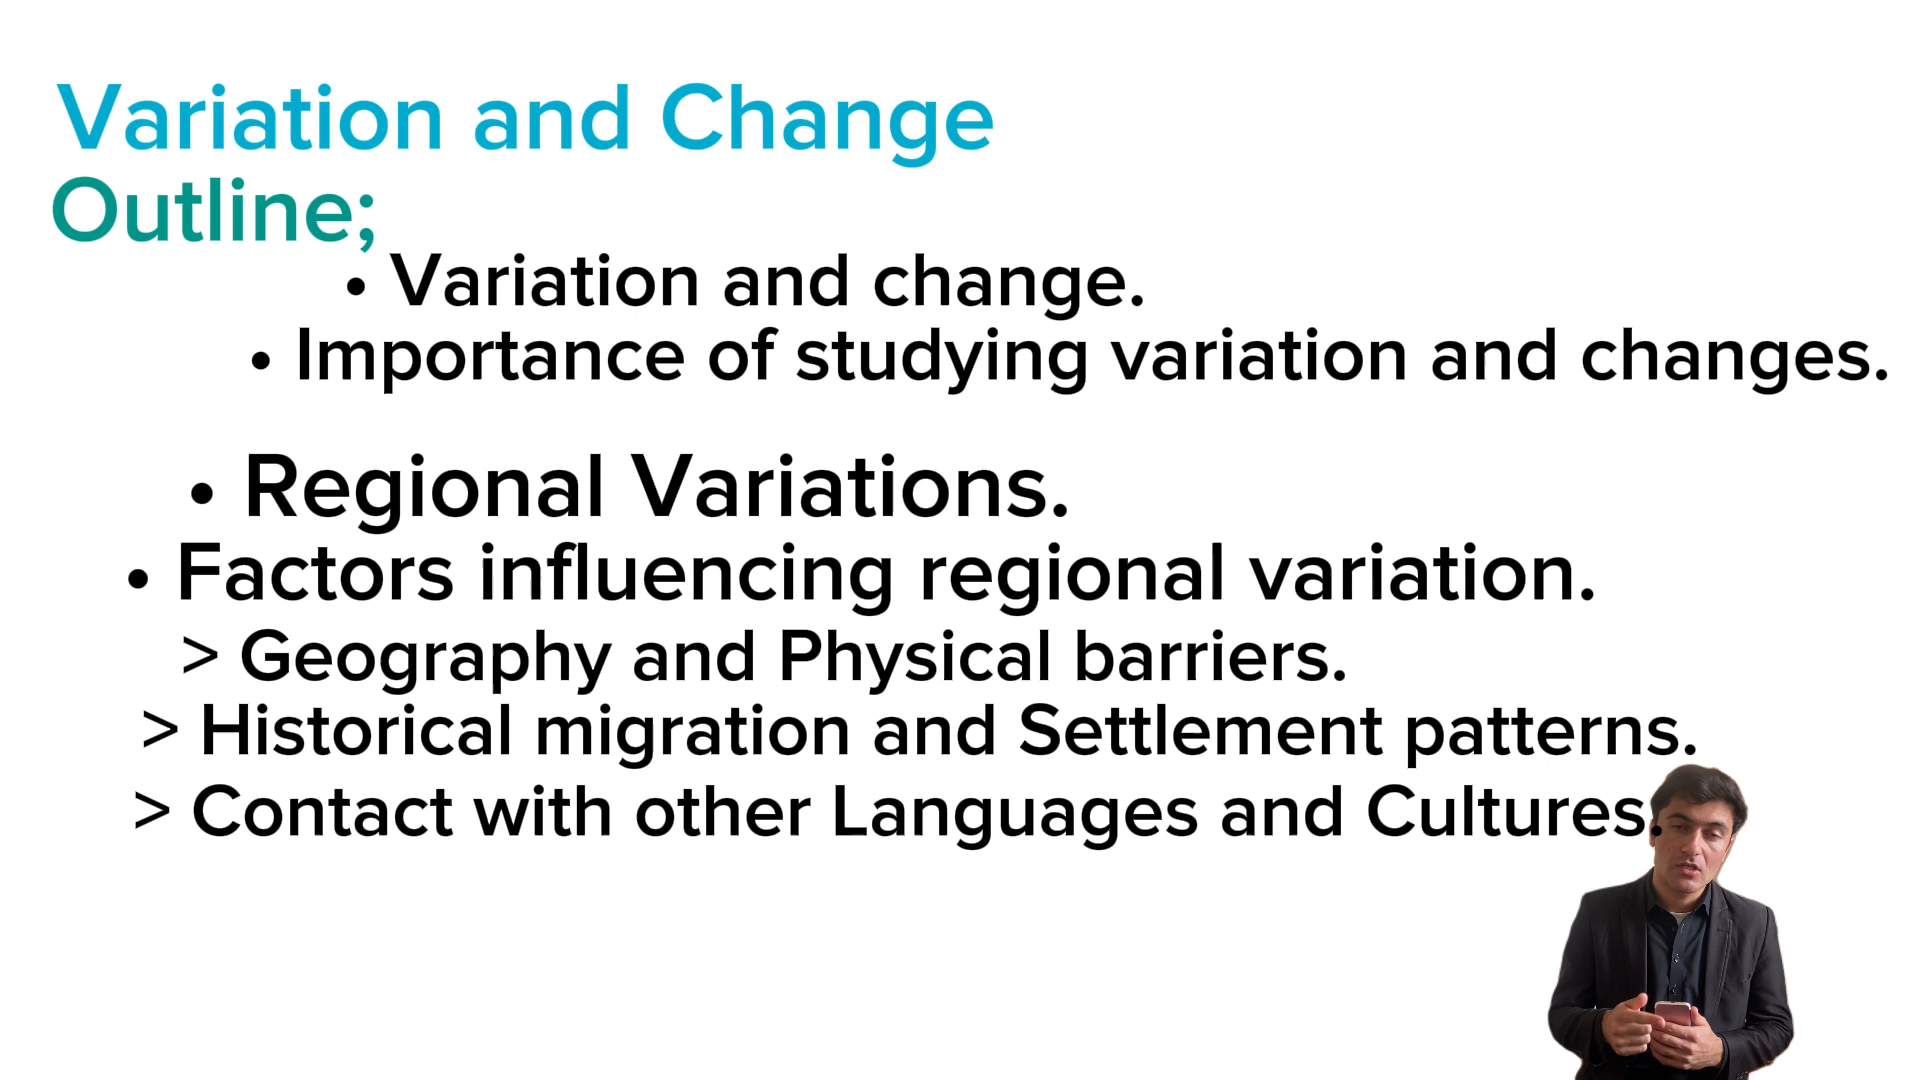 Variation and Change
Outline;
• Variation and change.
• Importance of studying variation and changes.
• Regional Variations.
• Factors influencing regional variation.
> Geography and Physical barriers.
> Historical migration and Settlement patterns.
> Contact with other Languages and Cultures.